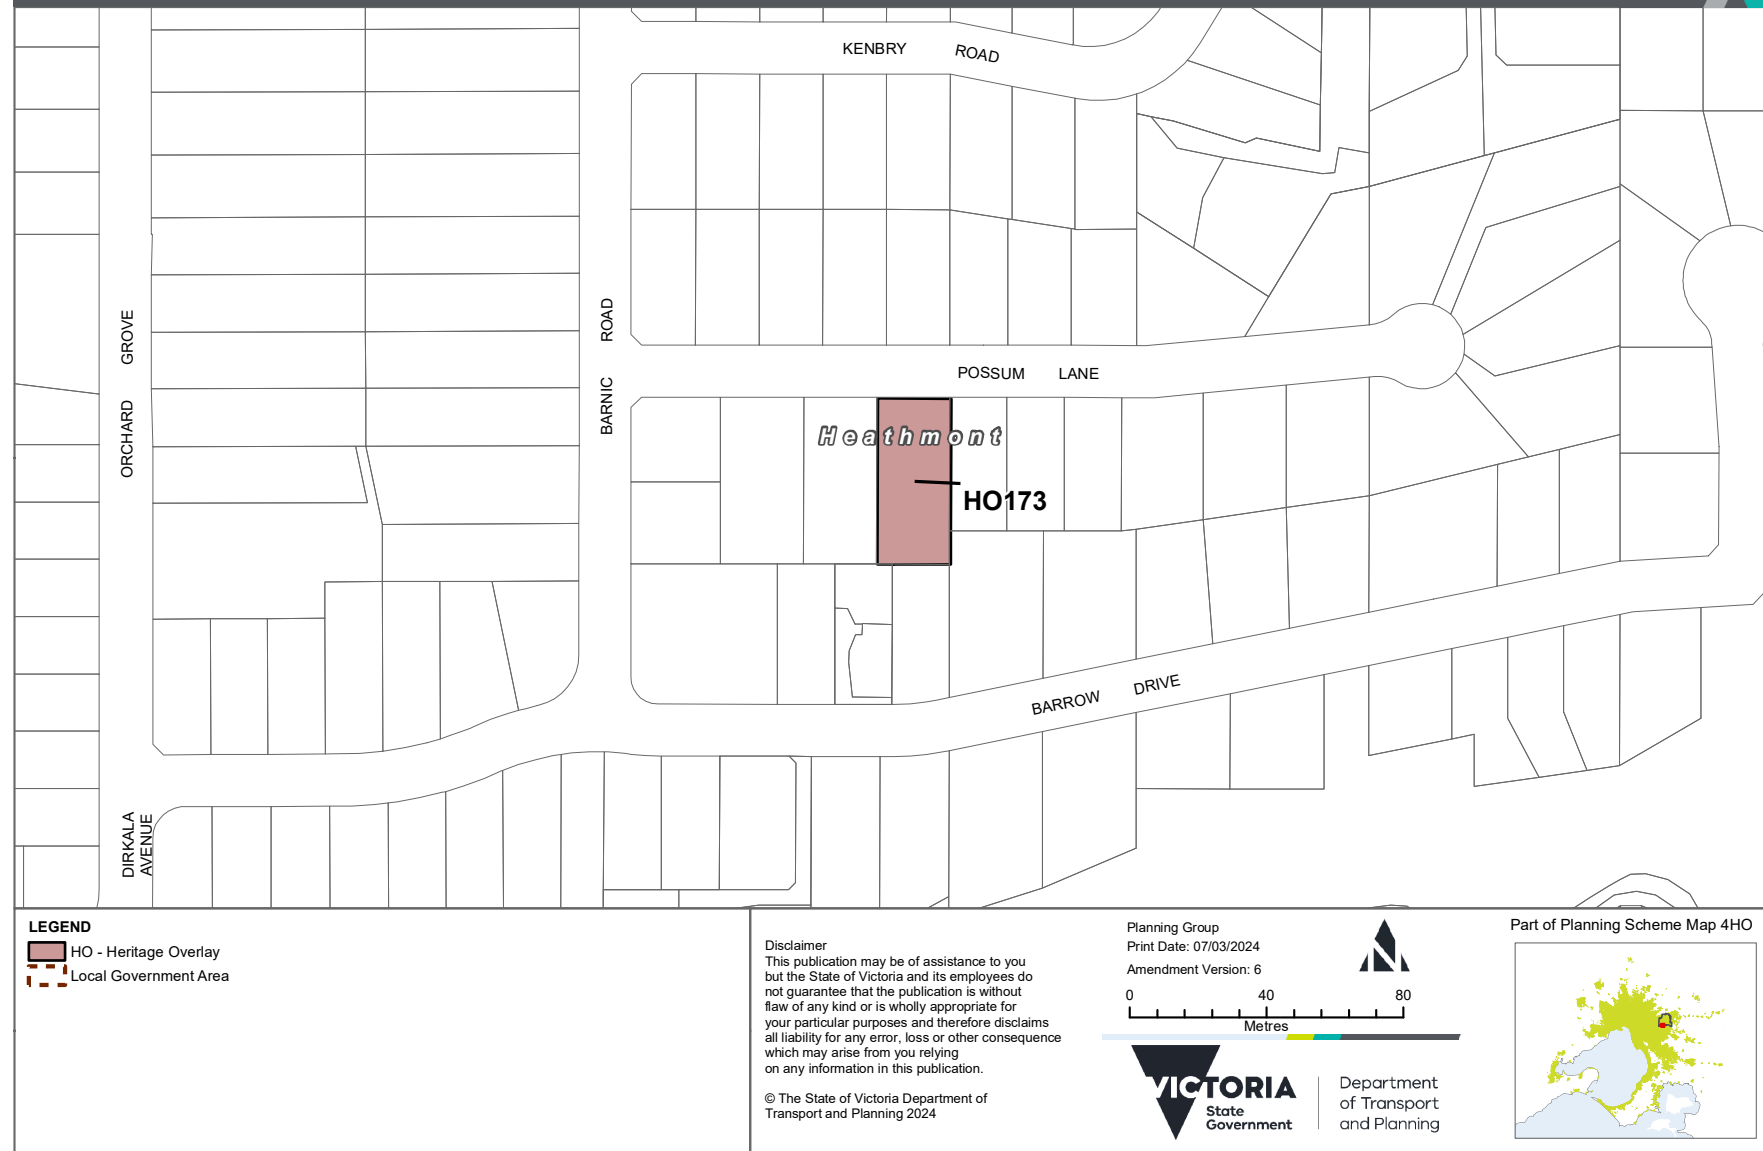 KENBRY ROAD
ORCHARD GROVE
BARNIC ROAD
POSSUM LANE
Heathmont
HO173
BARROW DRIVE
DIRKALA
AVENUE
LEGEND
HO - Heritage Overlay
Local Government Area
Disclaimer
This publication may be of assistance to you
but the State of Victoria and its employees do
not guarantee that the publication is without
flaw of any kind or is wholly appropriate for
your particular purposes and therefore disclaims
all liability for any error, loss or other consequence
which may arise from you relying
on any information in this publication.
© The State of Victoria Department of
Transport and Planning 2024
Planning Group
Print Date: 07/03/2024
Amendment Version: 6
N
0 40 80
Metres
VICTORIA
State
Government
Department
of Transport
and Planning
Part of Planning Scheme Map 4HO